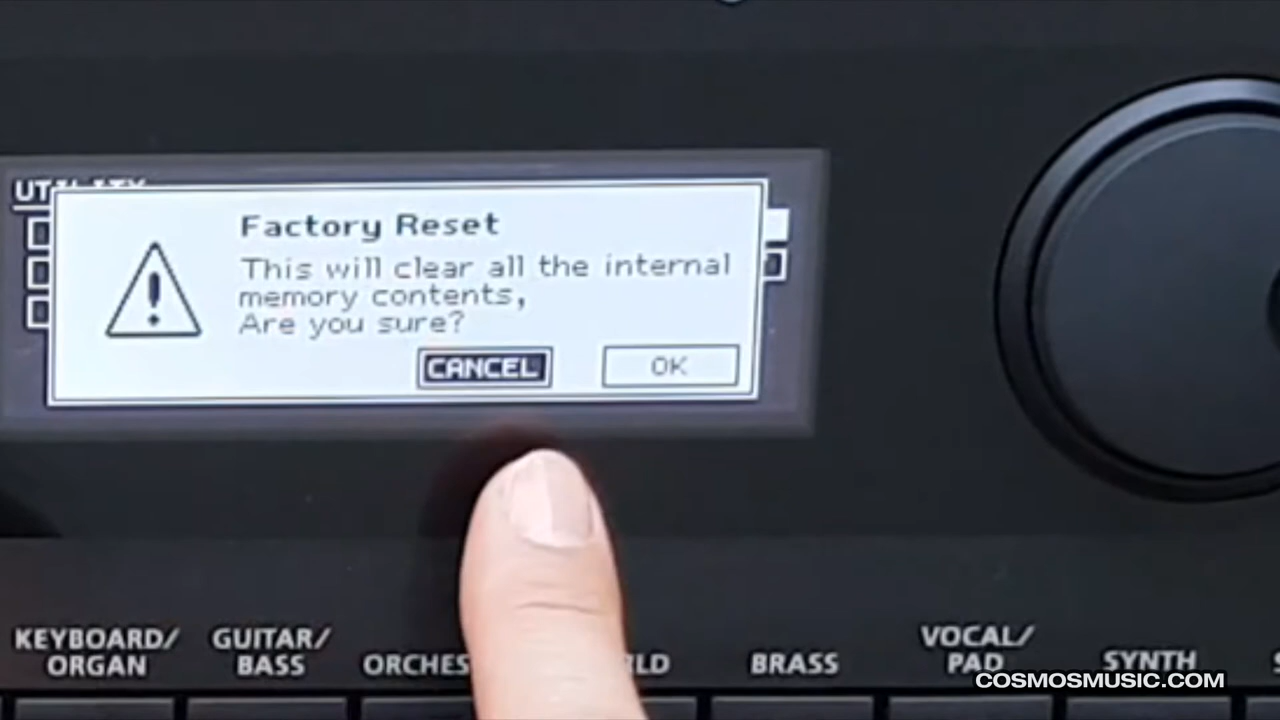 Factory Reset
This will clear all the internal
memory contents,
Are you sure?
CANCEL OK
KEYBOARD/
ORGAN
GUITAR/
BASS
BRASS
VOCAL/
PAD
SYNTH
COSMOSMUSIC.COM